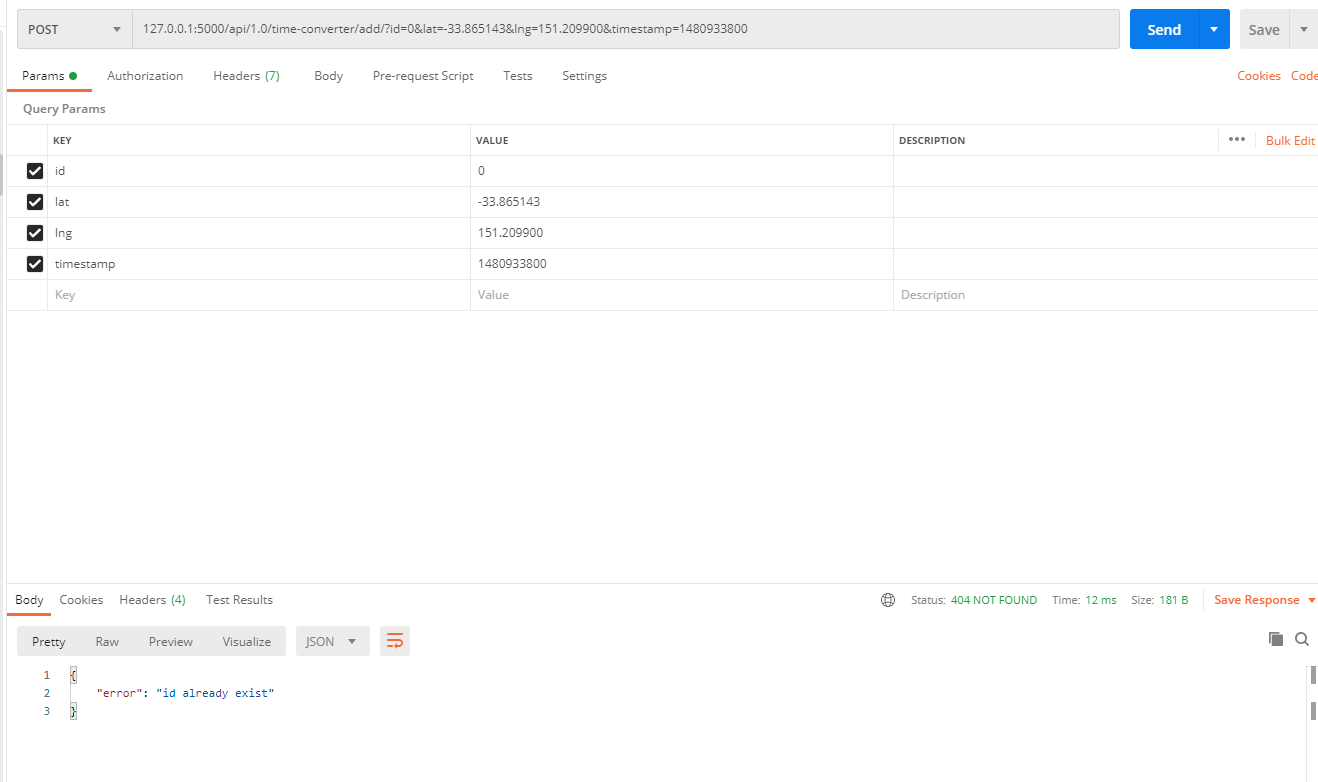 POST 127.0.0.1:5000/api/1.0/time-converter/add/?id=0&lat=-33.865143&lng=151.209900&timestamp=1480933800 Send Save
Params Authorization Headers (7) Body Pre-request Script Tests Settings Cookies Code
Query Params
KEY VALUE DESCRIPTION ••• Bulk Edit
id 0
lat -33.865143
lng 151.209900
timestamp 1480933800
Key Value Description
Body Cookies Headers (4) Test Results Status: 404 NOT FOUND Time: 12 ms Size: 181 B Save Response
Pretty Raw Preview Visualize JSON
1 {
2 "error": "id already exist"
3 }